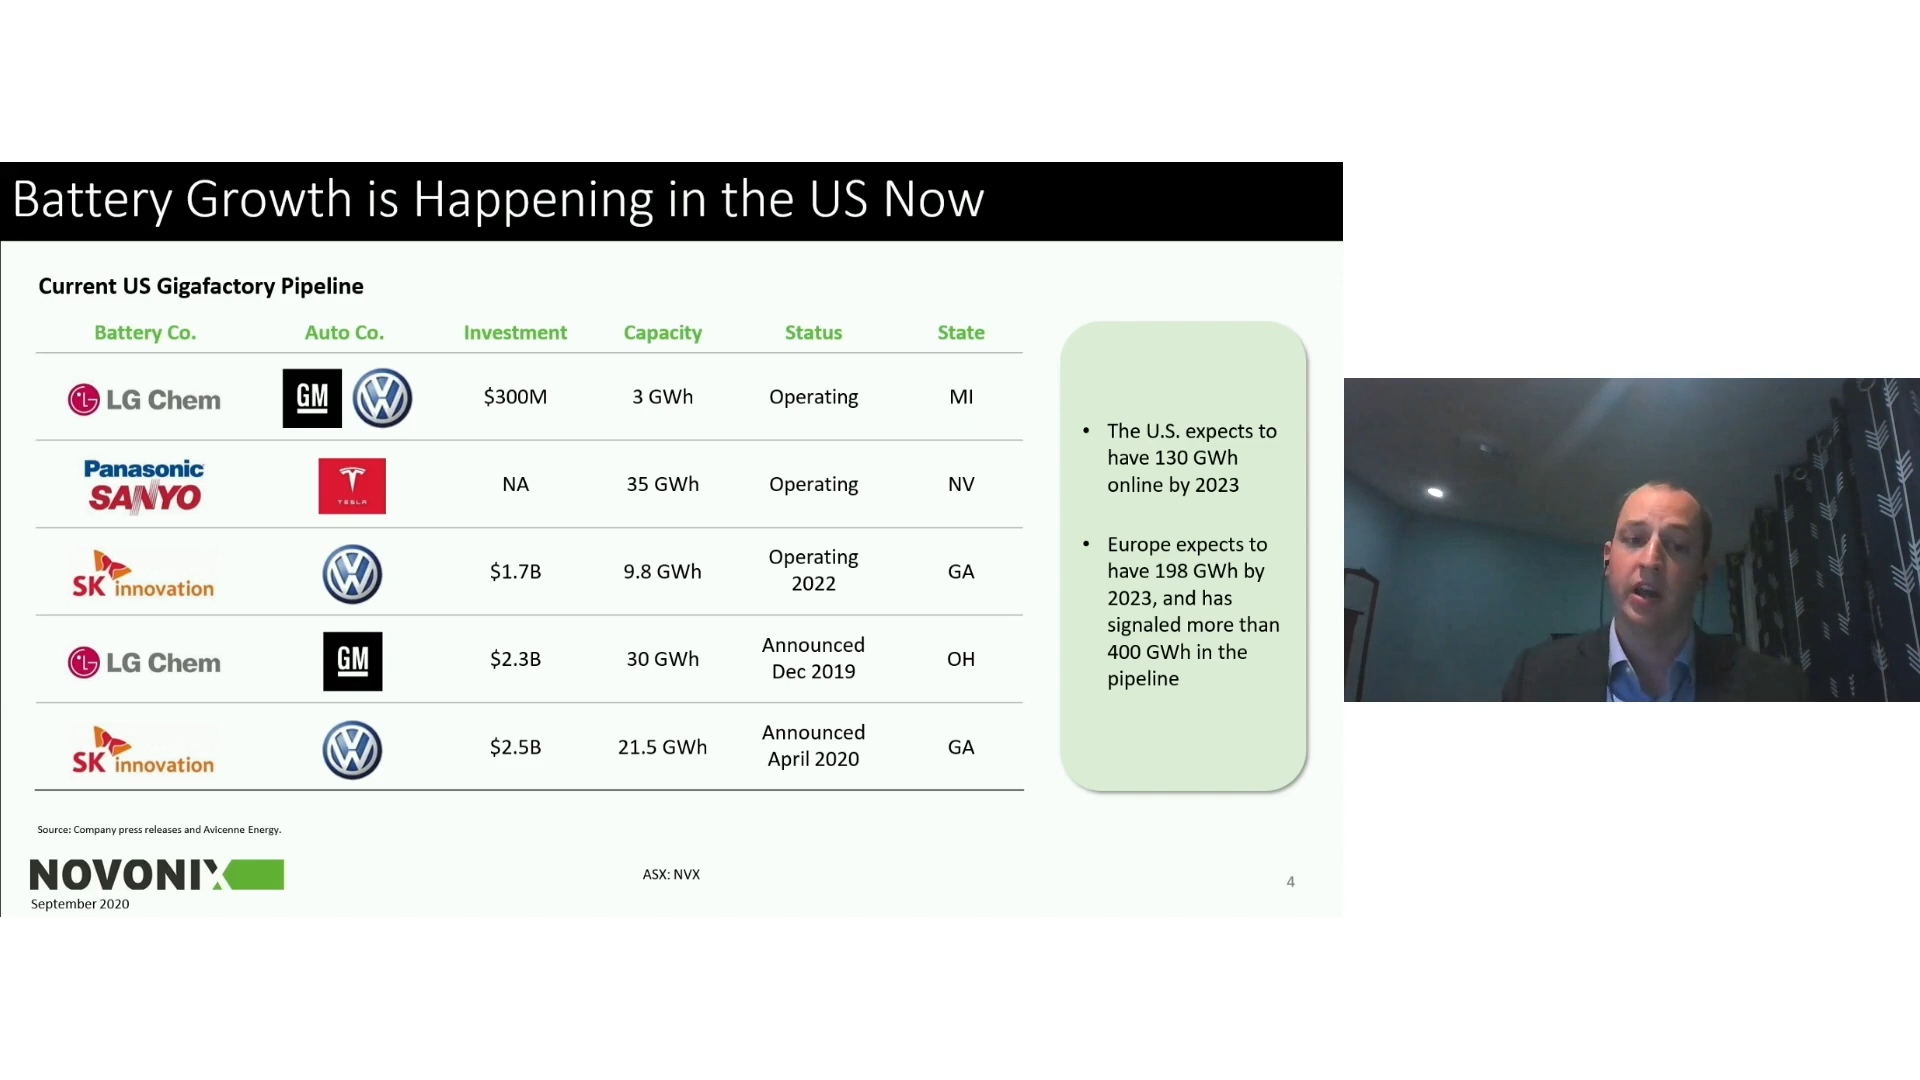 Battery Growth is Happening in the US Now
Current US Gigafactory Pipeline
Battery Co. Auto Co. Investment Capacity Status State
LG Chem GM $300M 3 GWh Operating MI
Panasonic
SANYO TESLA NA 35 GWh Operating NV
SK innovation $1.7B 9.8 GWh Operating
2022 GA
LG Chem GM $2.3B 30 GWh Announced
Dec 2019 OH
SK innovation $2.5B 21.5 GWh Announced
April 2020 GA
• The U.S. expects to
have 130 GWh
online by 2023
• Europe expects to
have 198 GWh by
2023, and has
signaled more than
400 GWh in the
pipeline
Source: Company press releases and Avicenne Energy.
NOVONIX
September 2020
ASX: NVX
4